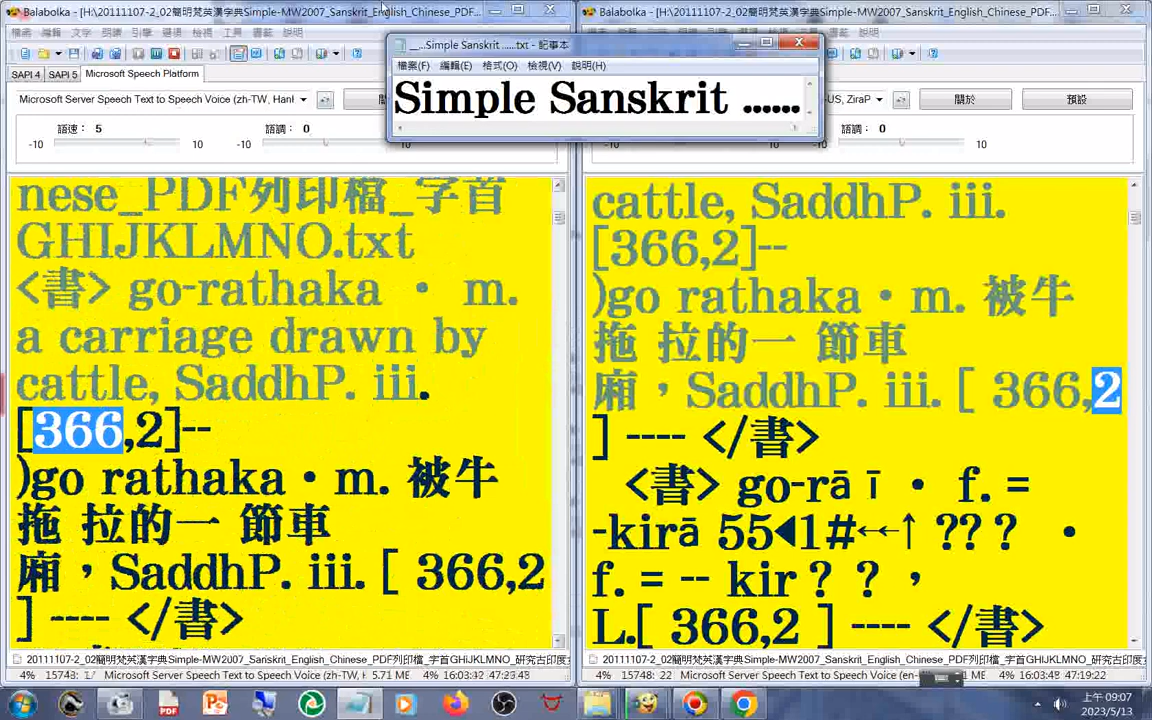 Balabolka - [H:\20111107-2_02簡明梵英漢字典Simple-MW2007_Sanskrit_English_Chinese_PDF...
Balabolka - [H:\20111107-2_02簡明梵英漢字典Simple-MW2007_Sanskrit_English_Chinese_PDF...
__...Simple Sanskrit ......txt - 記事本
檔案(F) 編輯(E) 格式(O) 檢視(V) 說明(H)
Simple Sanskrit ......
SAPI 4 SAPI 5 Microsoft Speech Platform
Microsoft Server Speech Text to Speech Voice (zh-TW, Hanl
-US, ZiraP
關於
預設
語速: 5
語調: 0
語調: 0
-10 10 -10
10 -10 10
nese_PDF列印檔_字首
GHIJKLMNO.txt
<書> go-rathaka • m.
a carriage drawn by
cattle, SaddhP. iii.
[366,2]--
)go rathaka • m. 被牛
拖 拉的一 節車
廂，SaddhP. iii. [ 366,2
] ---- </書>
cattle, SaddhP. iii.
[366,2]--
)go rathaka • m. 被牛
拖 拉的一 節車
廂，SaddhP. iii. [ 366,2
] ---- </書>
<書> go-rāī • f. =
-kirā 55◀1#←↑ ??？ •
f. = -- kir？？，
L.[ 366,2 ] ---- </書>
20111107-2_02簡明梵英漢字典Simple-MW2007_Sanskrit_English_Chinese_PDF列印檔_字首GHIJKLMNO_研究古印度
20111107-2_02簡明梵英漢字典Simple-MW2007_Sanskrit_English_Chinese_PDF列印檔_字首GHIJKLMNO_研究古印度
4% 15748: 1 Microsoft Server Speech Text to Speech Voice (zh-TW, 5.71 MB 4% 16:03:42/47:23:48
4% 15748: Microsoft Server Speech Text to Speech Voice (en-US, 4% 16:03:32/47:19:22
上午 09:07
2023/5/13